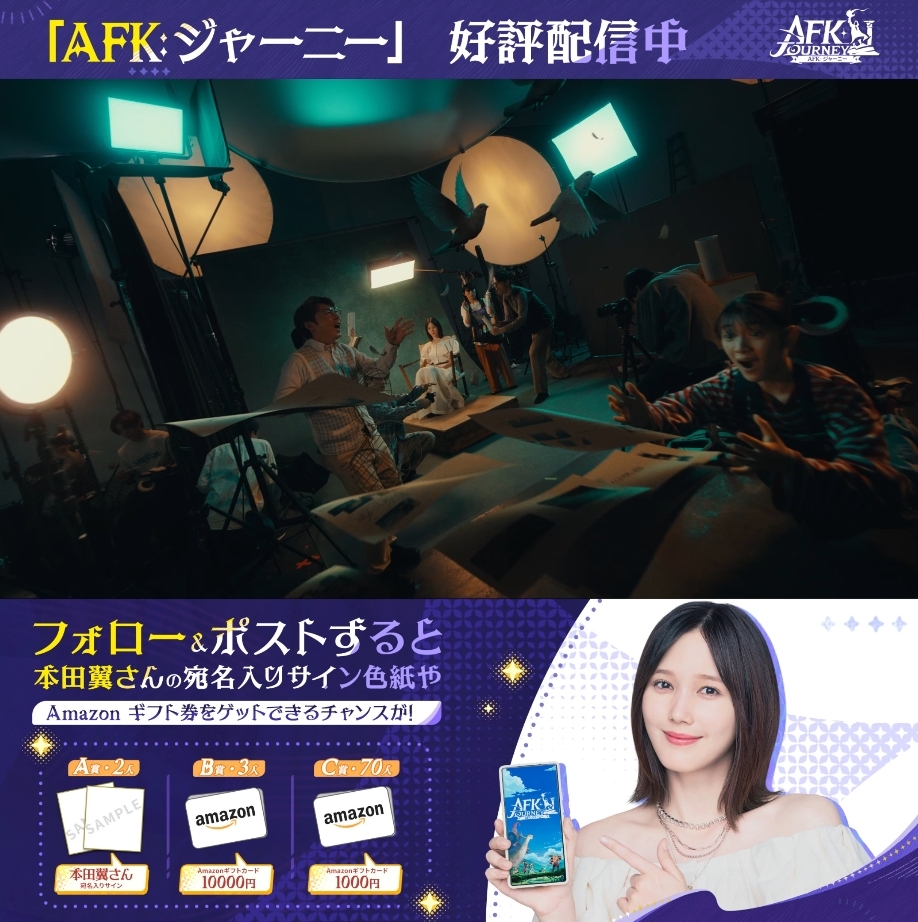 「AFK:ジャーニー」 好評配信中
AFK JOURNEY
AFK:ジャーニー
フォロー&ポストすると
本田翼さんの宛名入りサイン色紙や
Amazon ギフト券をゲットできるチャンスが!
A賞・2人 B賞・3人 C賞・70人
SAMPLE
amazon amazon
本田翼さん
宛名入りサイン
Amazonギフトカード
10000円
Amazonギフトカード
1000円
AFK JOURNEY